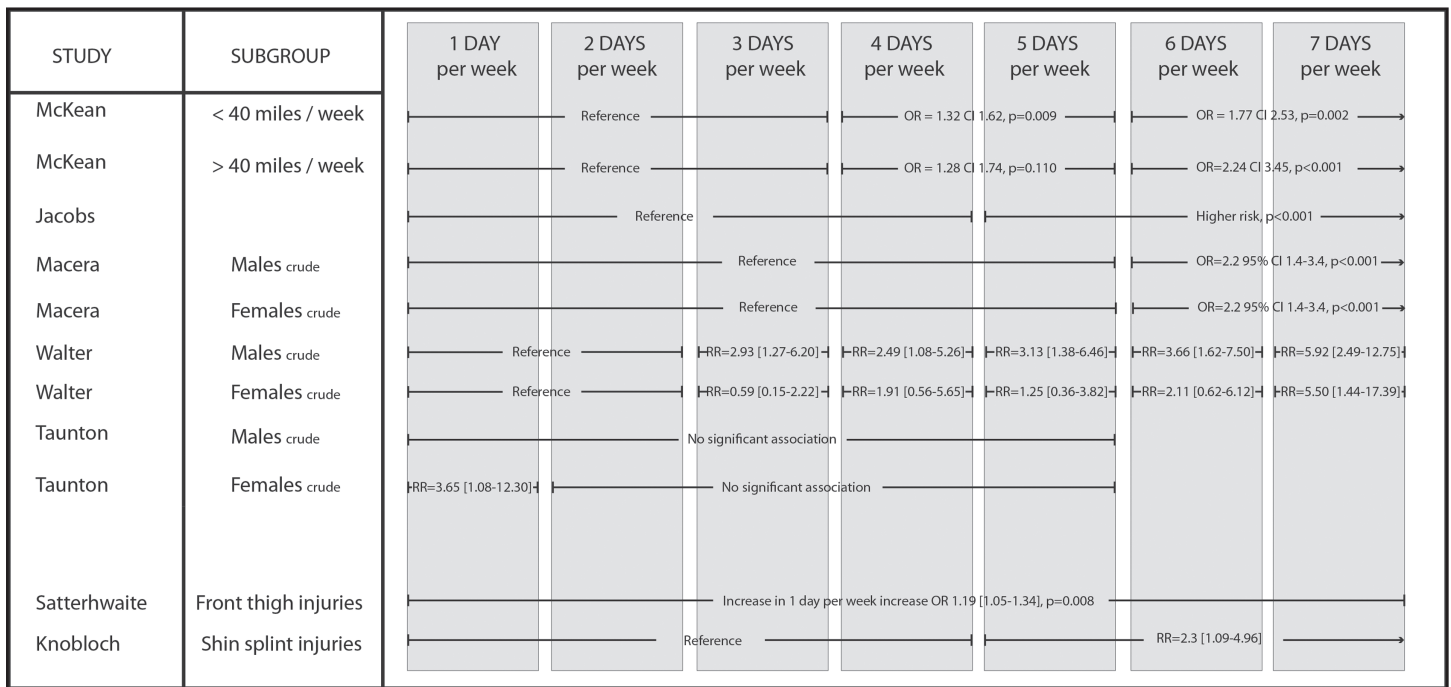 STUDY SUBGROUP 1 DAY per week 2 DAYS per week 3 DAYS per week 4 DAYS per week 5 DAYS per week 6 DAYS per week 7 DAYS per week
McKean < 40 miles / week Reference OR = 1.32 CI 1.62, p=0.009 OR = 1.77 CI 2.53, p=0.002
McKean > 40 miles / week Reference OR = 1.28 CI 1.74, p=0.110 OR=2.24 CI 3.45, p<0.001
Jacobs Reference Higher risk, p<0.001
Macera Males crude Reference OR=2.2 95% CI 1.4-3.4, p<0.001
Macera Females crude Reference OR=2.2 95% CI 1.4-3.4, p<0.001
Walter Males crude Reference RR=2.93 [1.27-6.20] RR=2.49 [1.08-5.26] RR=3.13 [1.38-6.46] RR=3.66 [1.62-7.50] RR=5.92 [2.49-12.75]
Walter Females crude Reference RR=0.59 [0.15-2.22] RR=1.91 [0.56-5.65] RR=1.25 [0.36-3.82] RR=2.11 [0.62-6.12] RR=5.50 [1.44-17.39]
Taunton Males crude No significant association
Taunton Females crude RR=3.65 [1.08-12.30] No significant association
Satterhwaite Front thigh injuries Increase in 1 day per week increase OR 1.19 [1.05-1.34], p=0.008
Knobloch Shin splint injuries Reference RR=2.3 [1.09-4.96]